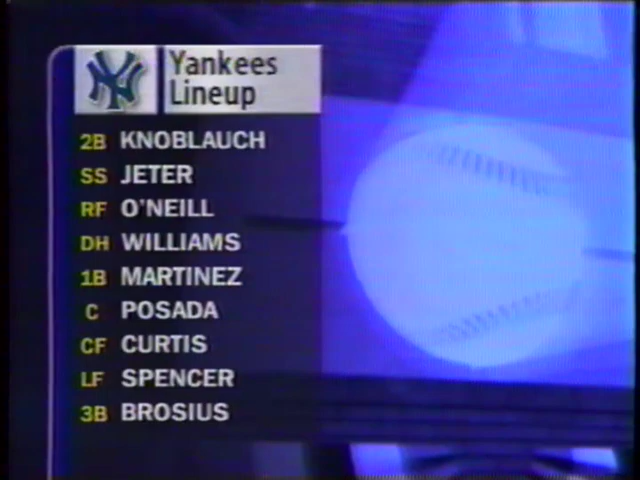 NY
Yankees
Lineup
2B KNOBLAUCH
SS JETER
RF O'NEILL
DH WILLIAMS
1B MARTINEZ
C POSADA
CF CURTIS
LF SPENCER
3B BROSIUS